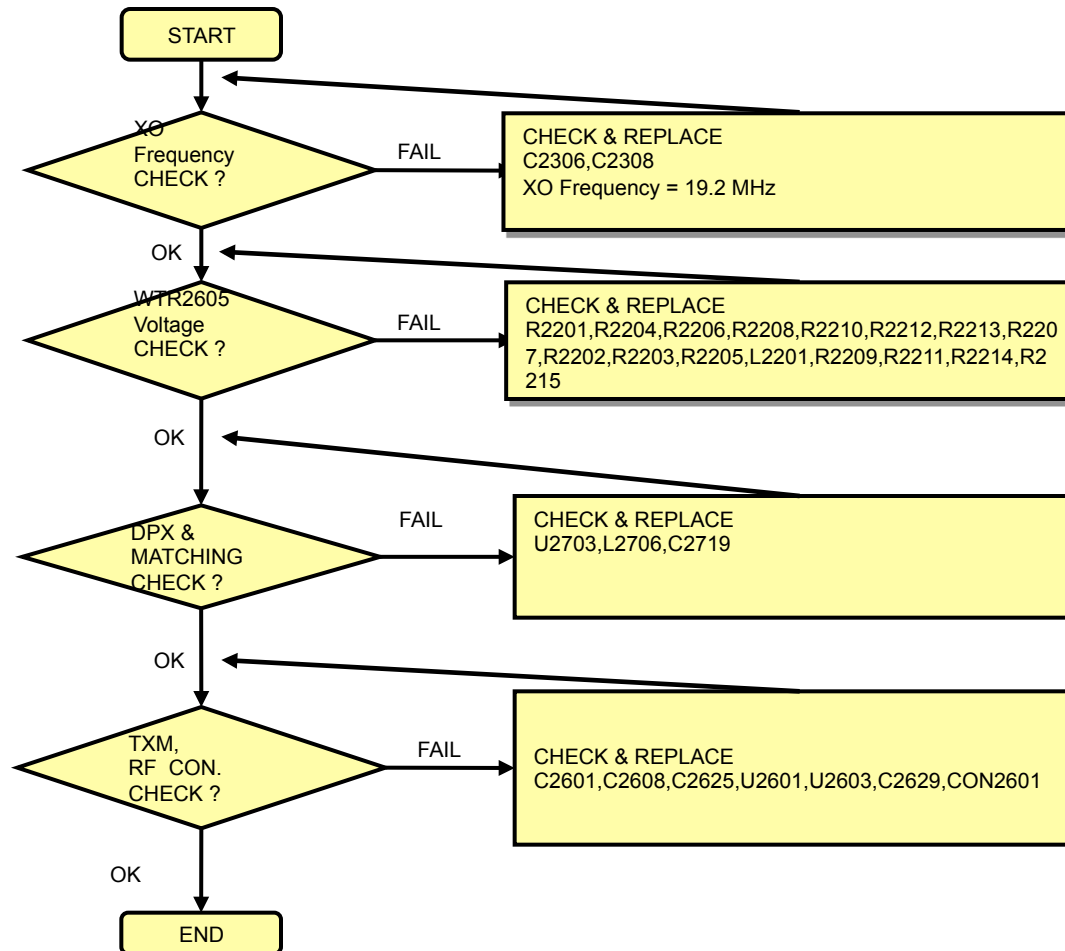 START
XO
Frequency
CHECK ?
FAIL
CHECK & REPLACE
C2306,C2308
XO Frequency = 19.2 MHz
OK
WTR2605
Voltage
CHECK ?
FAIL
CHECK & REPLACE
R2201,R2204,R2206,R2208,R2210,R2212,R2213,R220
7,R2202,R2203,R2205,L2201,R2209,R2211,R2214,R2
215
OK
DPX &
MATCHING
CHECK ?
FAIL
CHECK & REPLACE
U2703,L2706,C2719
OK
TXM,
RF CON.
CHECK ?
FAIL
CHECK & REPLACE
C2601,C2608,C2625,U2601,U2603,C2629,CON2601
OK
END